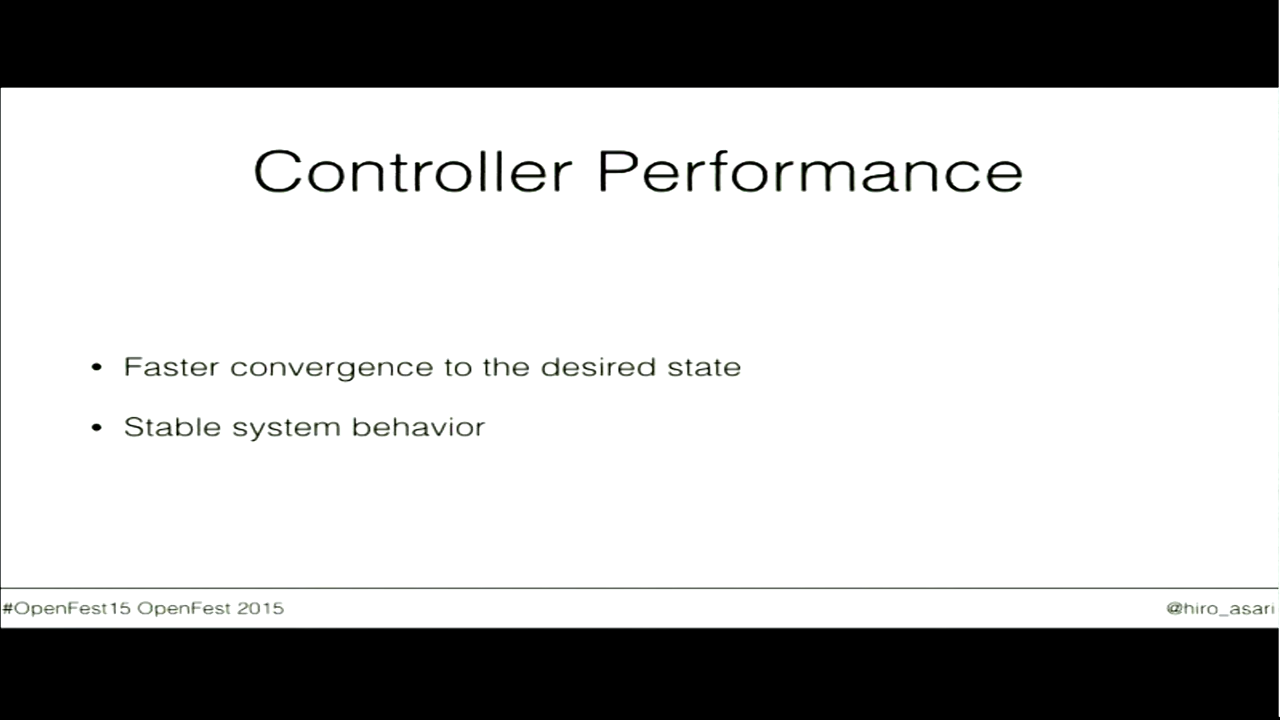 Controller Performance
• Faster convergence to the desired state
• Stable system behavior
#OpenFest15 OpenFest 2015
@hiro_asari